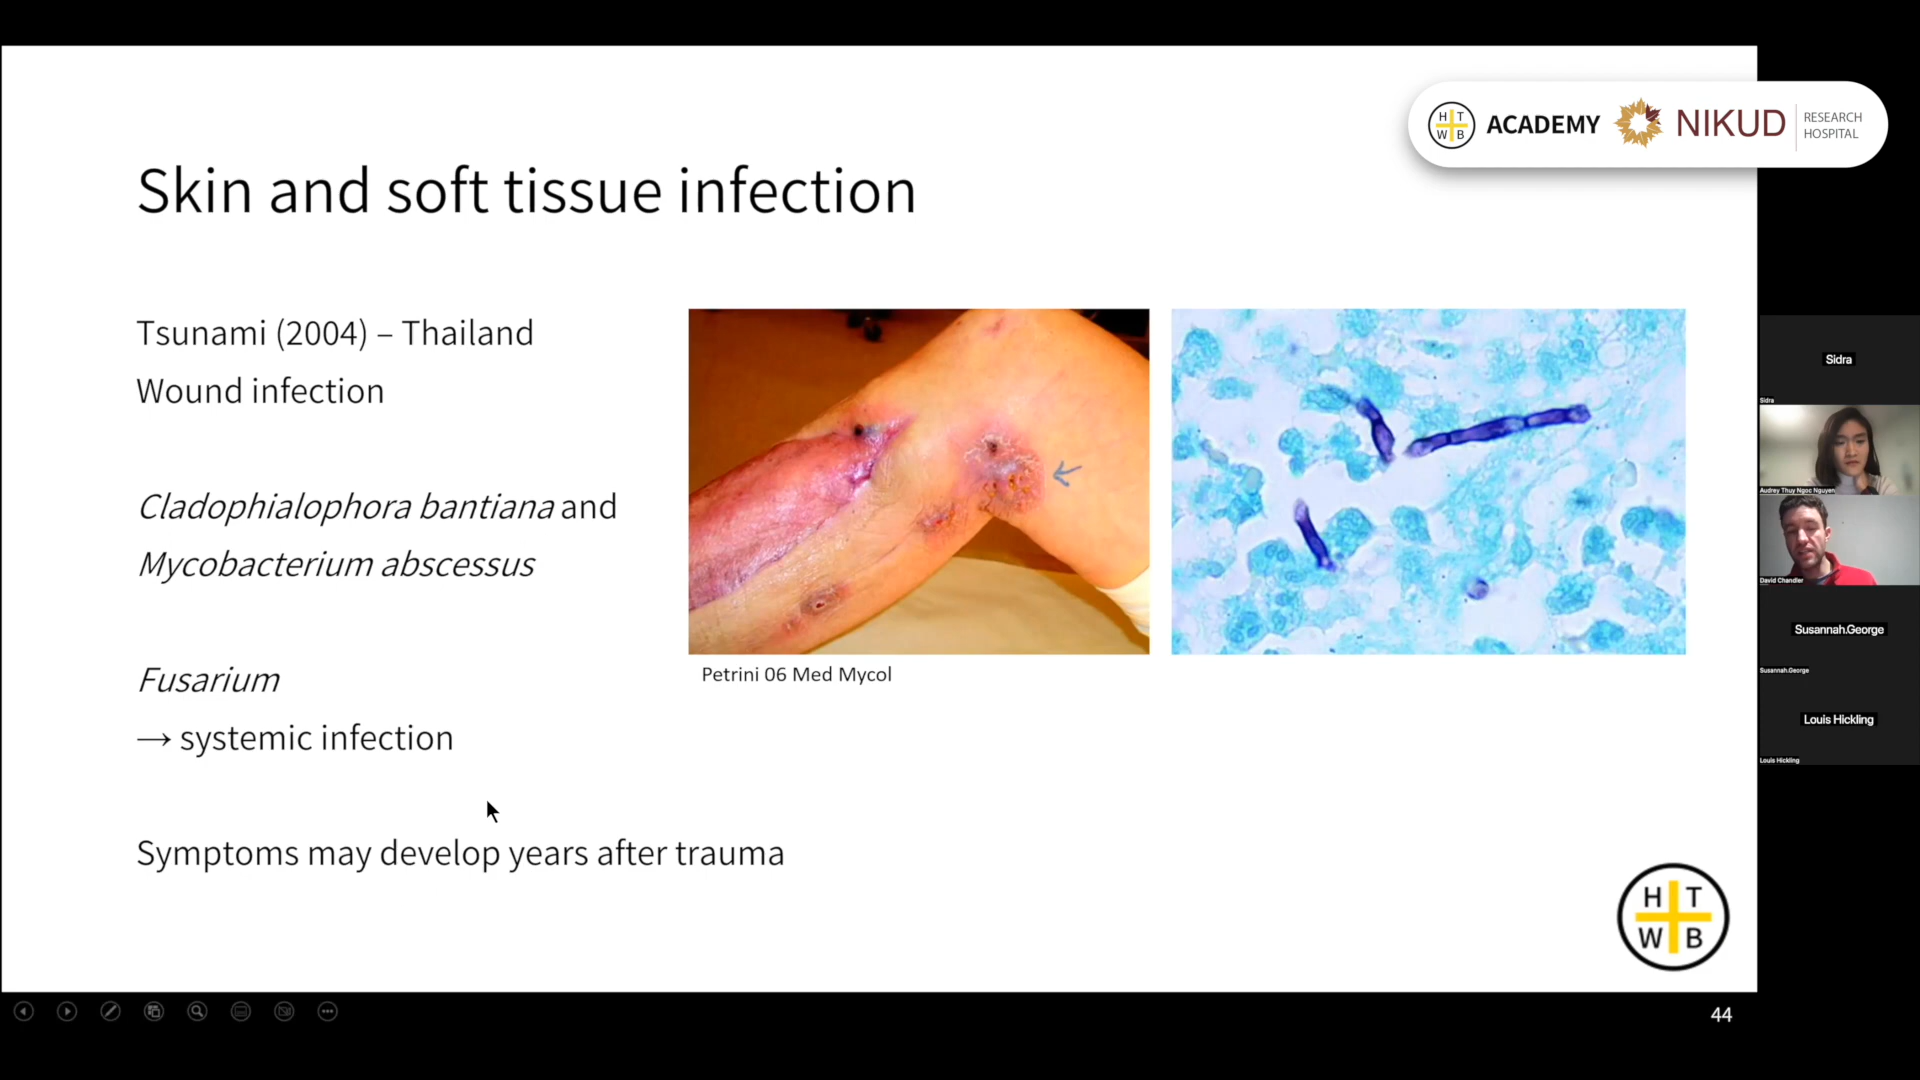 H T
W B
ACADEMY
NIKUD
RESEARCH
HOSPITAL
Skin and soft tissue infection
Tsunami (2004) – Thailand
Wound infection
Cladophialophora bantiana and
Mycobacterium abscessus
Fusarium
→ systemic infection
Symptoms may develop years after trauma
Petrini 06 Med Mycol
Sidra
Sidra
Audrey Thuy Ngoc Nguyen
David Chandler
Susannah.George
Susannah.George
Louis Hickling
Louis Hickling
H T
W B
44